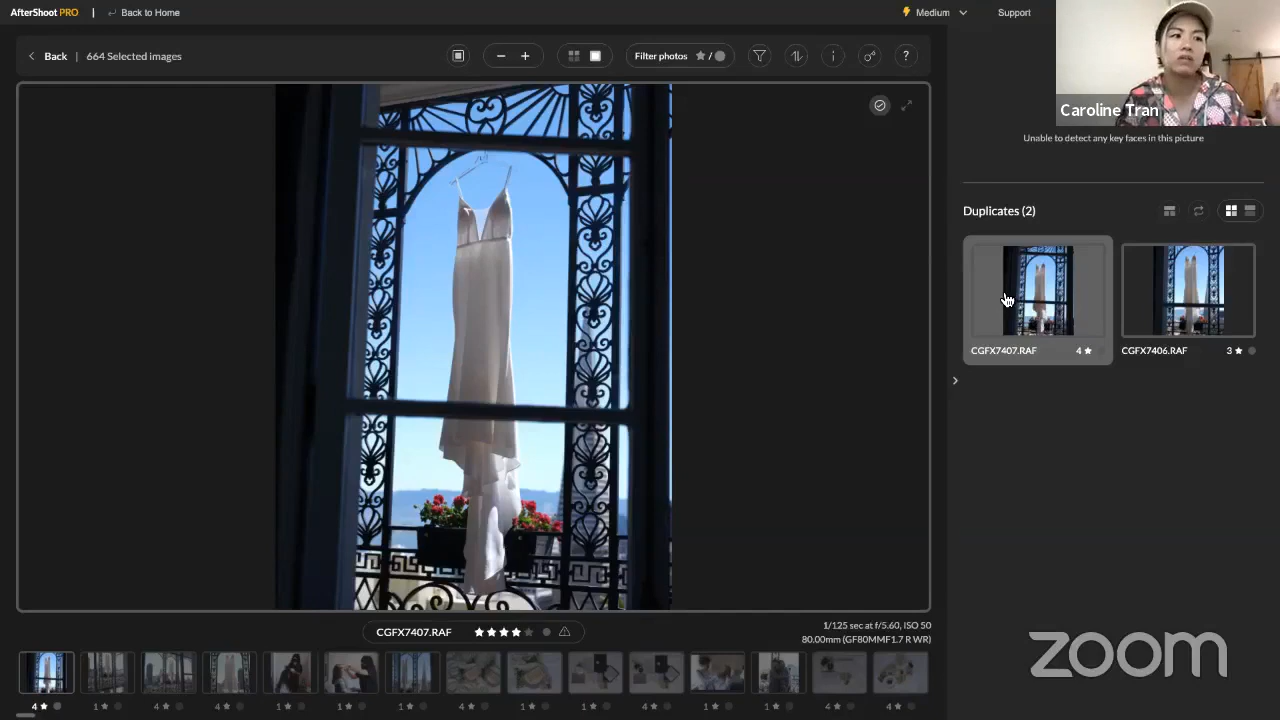 AfterShoot PRO | Back to Home
Medium
Support
Back | 664 Selected images
Filter photos /
i
?
Caroline Tran
Unable to detect any key faces in this picture
Duplicates (2)
CGFX7407.RAF 4
CGFX7406.RAF 3
CGFX7407.RAF
1/125 sec at f/5.60, ISO 50
80.00mm (GF80MMF1.7 R WR)
4 1 4 4 1 1 1 4 1 1 4 1 1 4 4
zoom